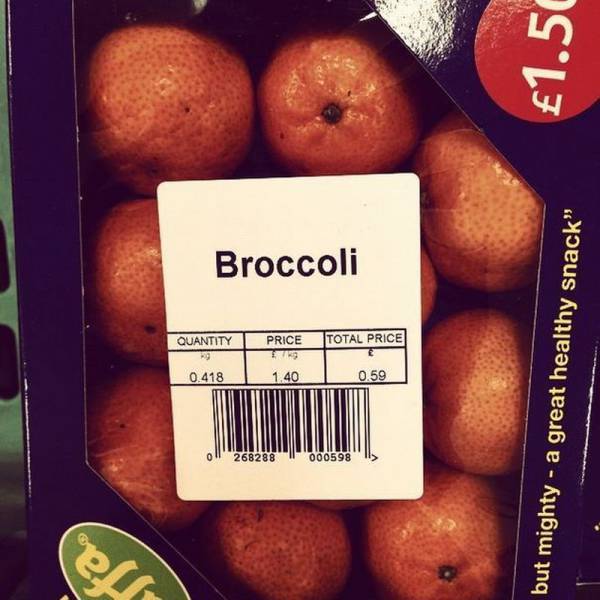 £1.50
Broccoli
QUANTITY PRICE TOTAL PRICE
kg £ / kg £
0.418 1.40 0.59
0 268288 000598 >
but mighty - a great healthy snack"